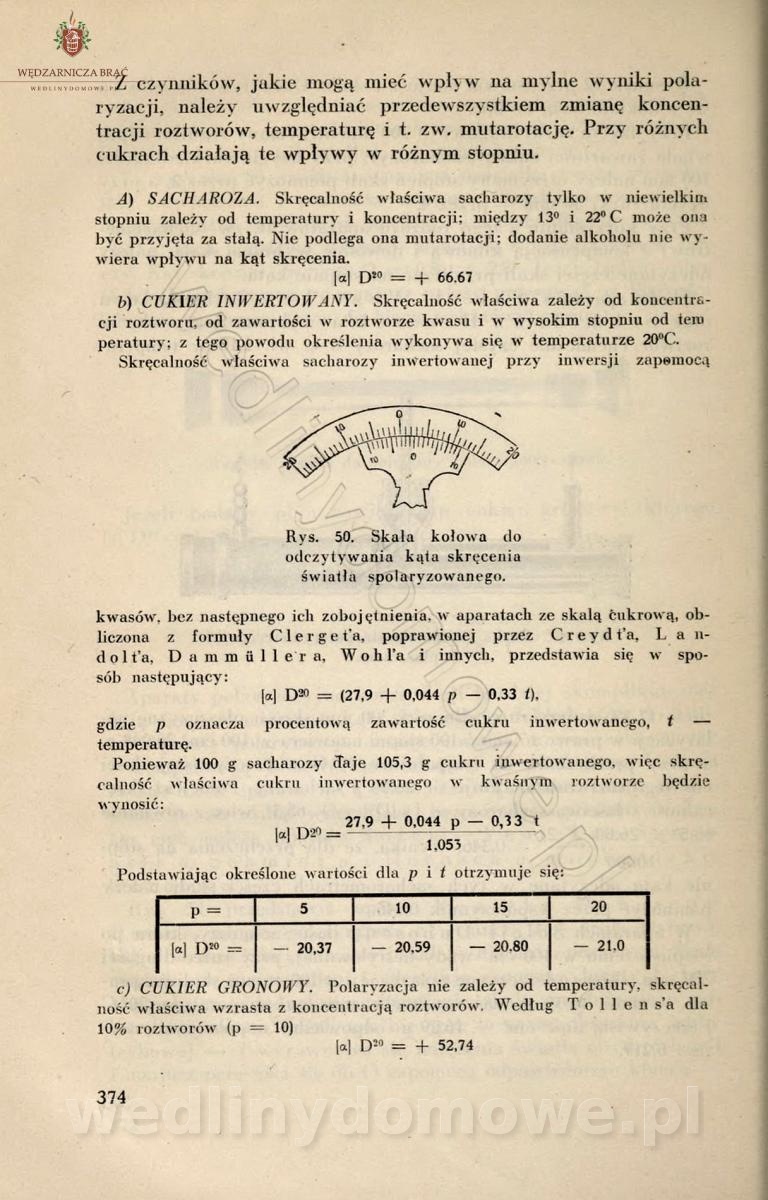 WĘDZARNICZA BRAĆ
WEDLINYDOMOWE.P
Z czynników, jakie mogą mieć wpływ na mylne wyniki pola-
ryzacji, należy uwzględniać przedewszystkiem zmianę koncen-
tracji roztworów, temperaturę i t. zw. mutarotację. Przy różnych
cukrach działają te wpływy w różnym stopniu.
A) SACHAROZA. Skręcalność właściwa sacharozy tylko w niewielkim
stopniu zależy od temperatury i koncentracji; między 13º i 22º C może ona
być przyjęta za stałą. Nie podlega ona mutarotacji; dodanie alkoholu nie wy-
wiera wpływu na kąt skręcenia.
[α] D²⁰ = + 66.67
b) CUKIER INWERTOWANY. Skręcalność właściwa zależy od koncentra-
cji roztworu, od zawartości w roztworze kwasu i w wysokim stopniu od tem
peratury; z tego powodu określenia wykonywa się w temperaturze 20ºC.
Skręcalność właściwa sacharozy inwertowanej przy inwersji zapomocą
20 10 0 10 20
10 0 10
Rys. 50. Skala kołowa do
odczytywania kąta skręcenia
światła spolaryzowanego.
kwasów, bez następnego ich zobojętnienia, w aparatach ze skalą cukrową, ob-
liczona z formuły Clerget'a, poprawionej przez Creydt'a, Lan-
dolt'a, Dammüllera, Wohl'a i innych, przedstawia się w spo-
sób następujący:
[α] D²⁰ = (27,9 + 0,044 p — 0,33 t),
gdzie p oznacza procentową zawartość cukru inwertowanego, t —
temperaturę.
Ponieważ 100 g sacharozy daje 105,3 g cukru inwertowanego, więc skrę-
calność właściwa cukru inwertowanego w kwaśnym roztworze będzie
wynosić:
27,9 + 0,044 p — 0,33 t
[α] D²⁰ =
1,053
Podstawiając określone wartości dla p i t otrzymuje się:
p = 5 10 15 20
[α] D²⁰ = — 20,37 — 20,59 — 20.80 — 21.0
c) CUKIER GRONOWY. Polaryzacja nie zależy od temperatury, skręcal-
ność właściwa wzrasta z koncentracją roztworów. Według Tollens'a dla
10% roztworów (p = 10)
[α] D²⁰ = + 52,74
374
wedlinydomowe.pl
wedlinydomowe.pl